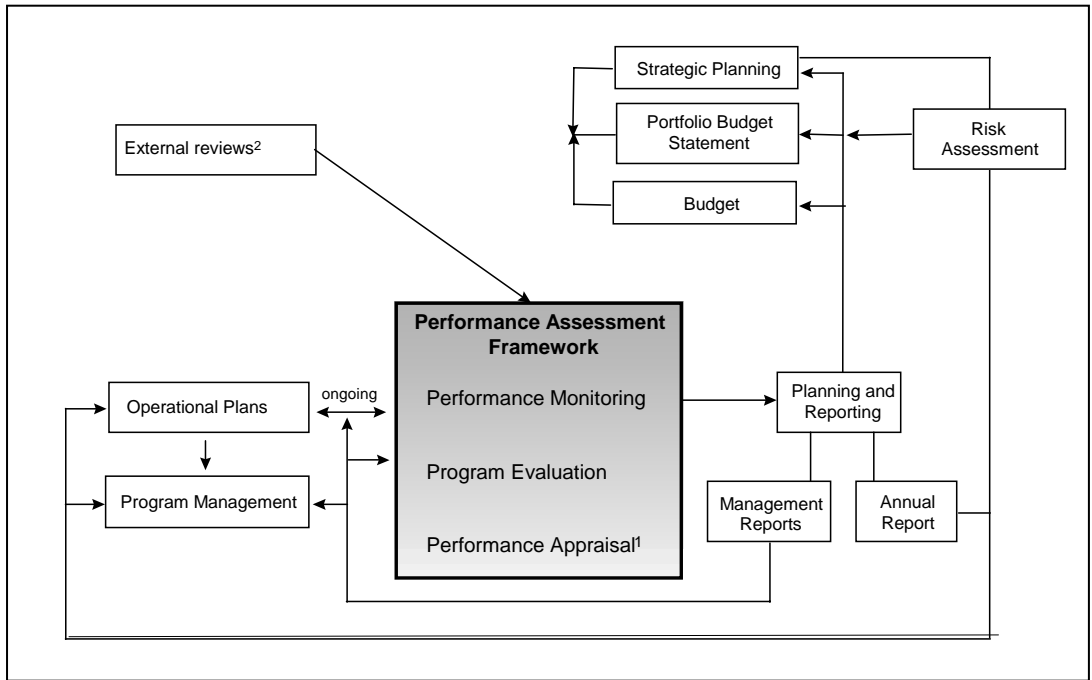 Strategic Planning
Portfolio Budget
Statement
Risk
Assessment
External reviews²
Budget
Performance Assessment
Framework
ongoing
Operational Plans
Performance Monitoring
Planning and
Reporting
Program Evaluation
Program Management
Management
Reports
Annual
Report
Performance Appraisal¹